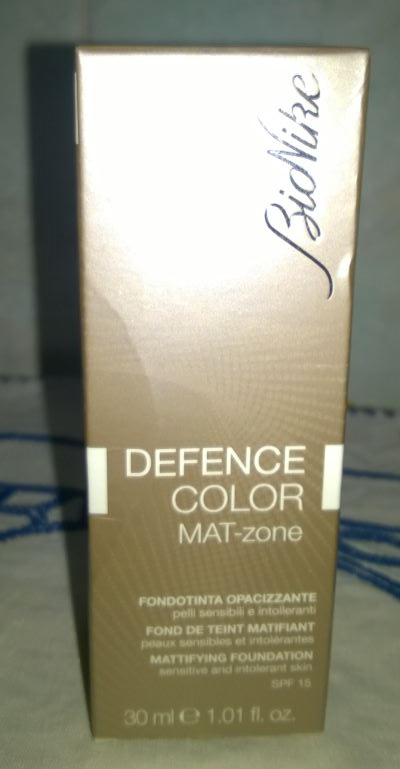 BioNike
DEFENCE
COLOR
MAT-zone
FONDOTINTA OPACIZZANTE
pelli sensibili e intolleranti
FOND DE TEINT MATIFIANT
peaux sensibles et intolérantes
MATTIFYING FOUNDATION
sensitive and intolerant skin
SPF 15
30 ml e 1.01 fl. oz.